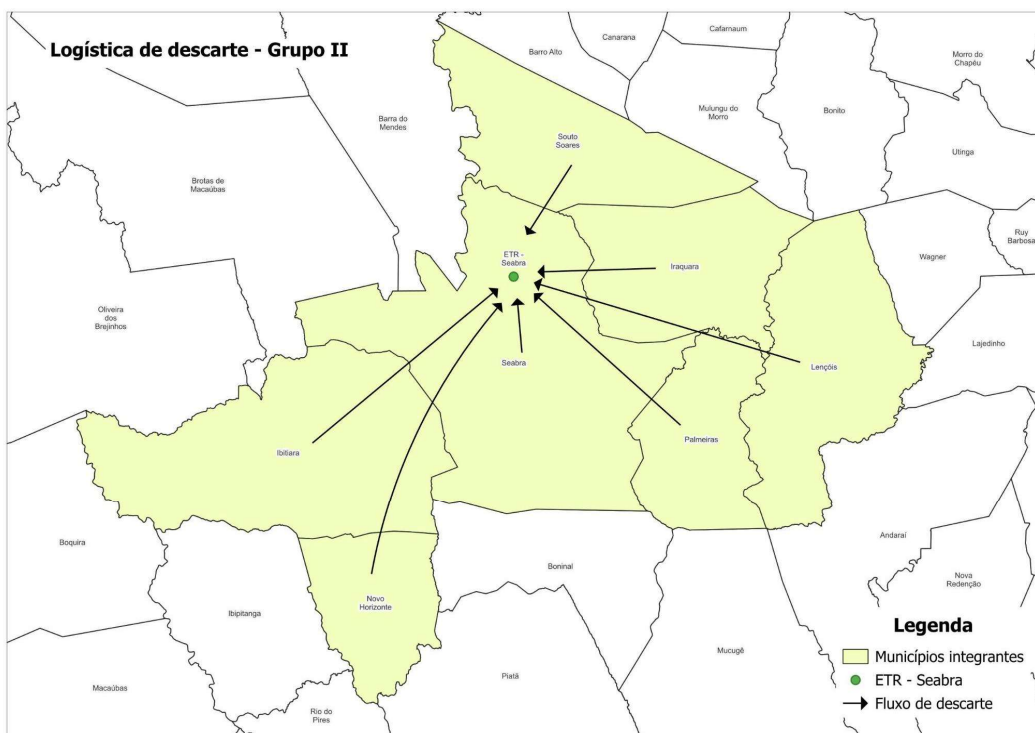 Logística de descarte - Grupo II
Canarana
Cafarnaum
Barro Alto
Morro do
Chapéu
Mulungu do
Morro
Bonito
Barra do
Mendes
Souto
Soares
Utinga
Brotas de
Macaúbas
Ruy
Barbosa
ETR -
Seabra
Wagner
Iraquara
Oliveira
dos
Brejinhos
Lajedinho
Seabra
Lençóis
Palmeiras
Ibitiara
Andaraí
Boquira
Boninal
Nova
Redenção
Novo
Horizonte
Ibipitanga
Mucugê
Piatã
Macaúbas
Rio do
Pires
Legenda
Municípios integrantes
ETR - Seabra
Fluxo de descarte